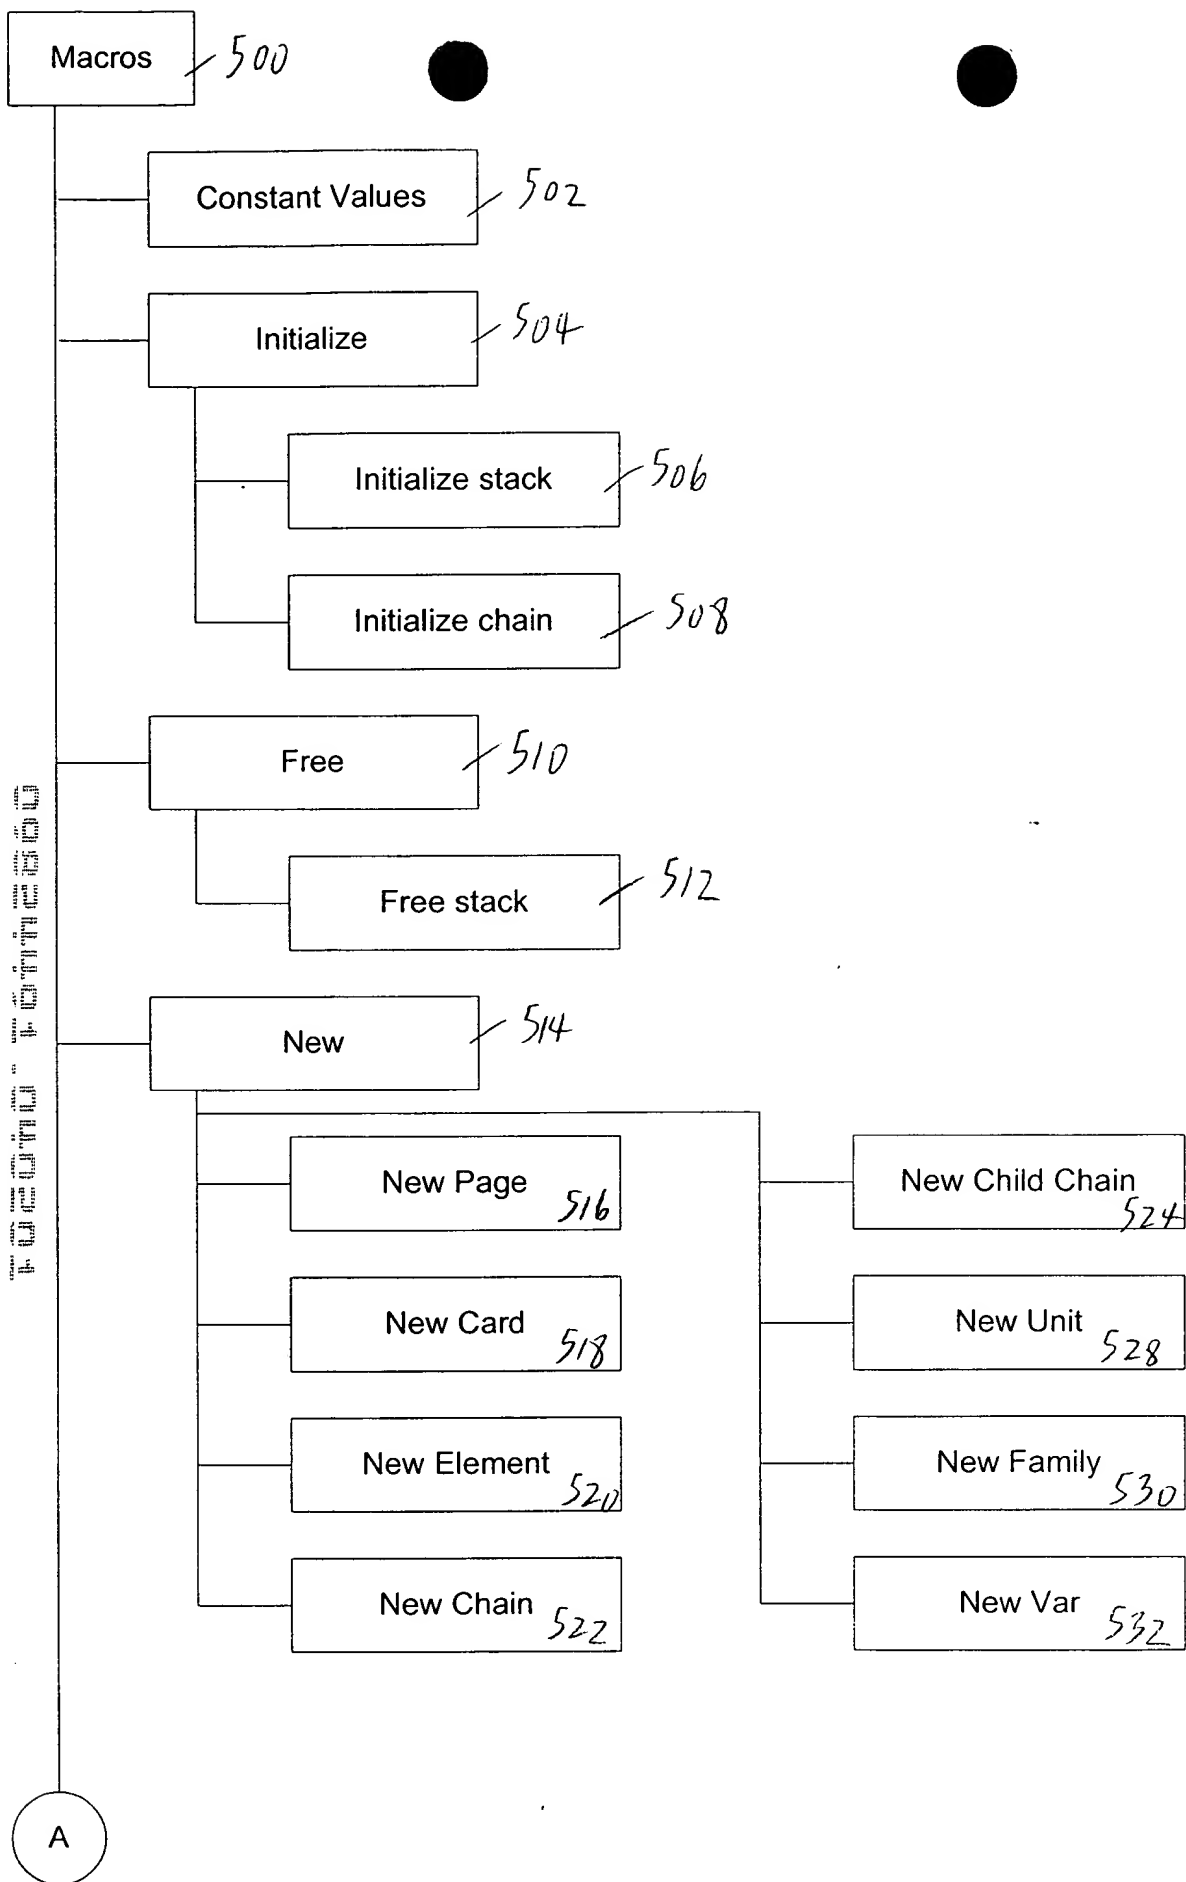 Macros 500
Constant Values 502
Initialize 504
Initialize stack 506
Initialize chain 508
Free 510
Free stack 512
New 514
New Page 516
New Card 518
New Element 520
New Chain 522
New Child Chain 524
New Unit 528
New Family 530
New Var 532
A